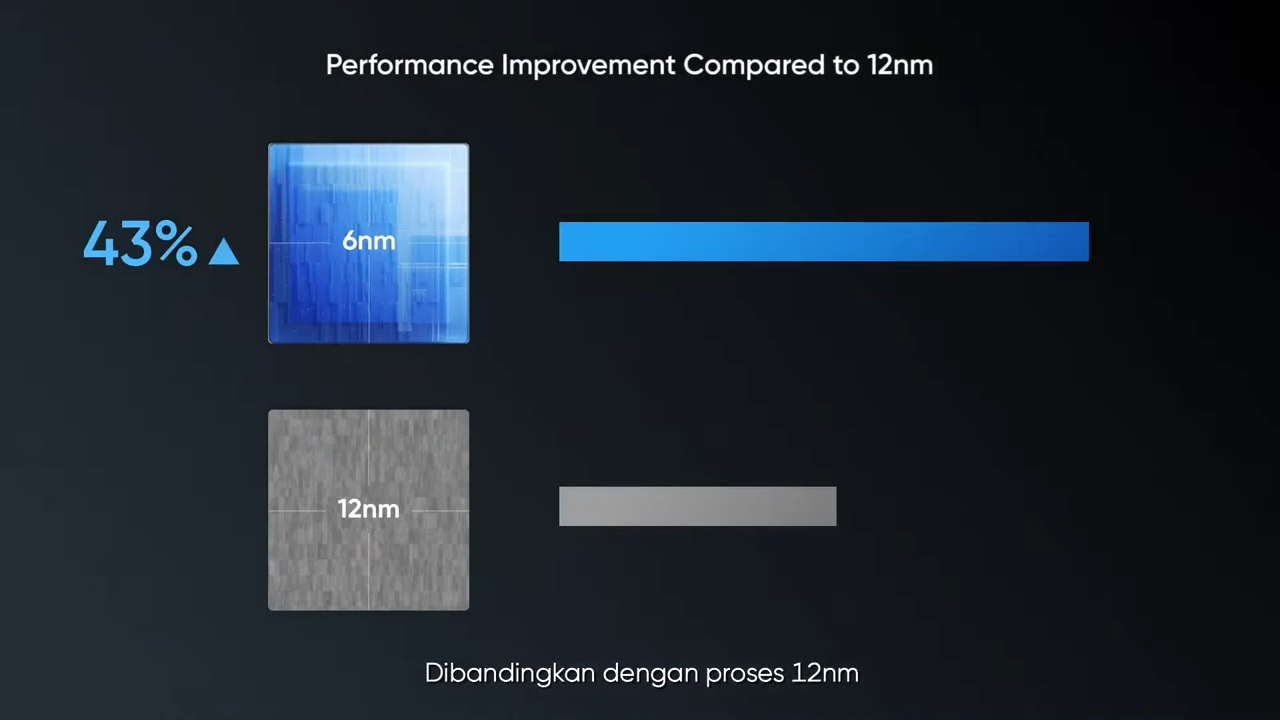 Performance Improvement Compared to 12nm
43% ▲
6nm
12nm
Dibandingkan dengan proses 12nm